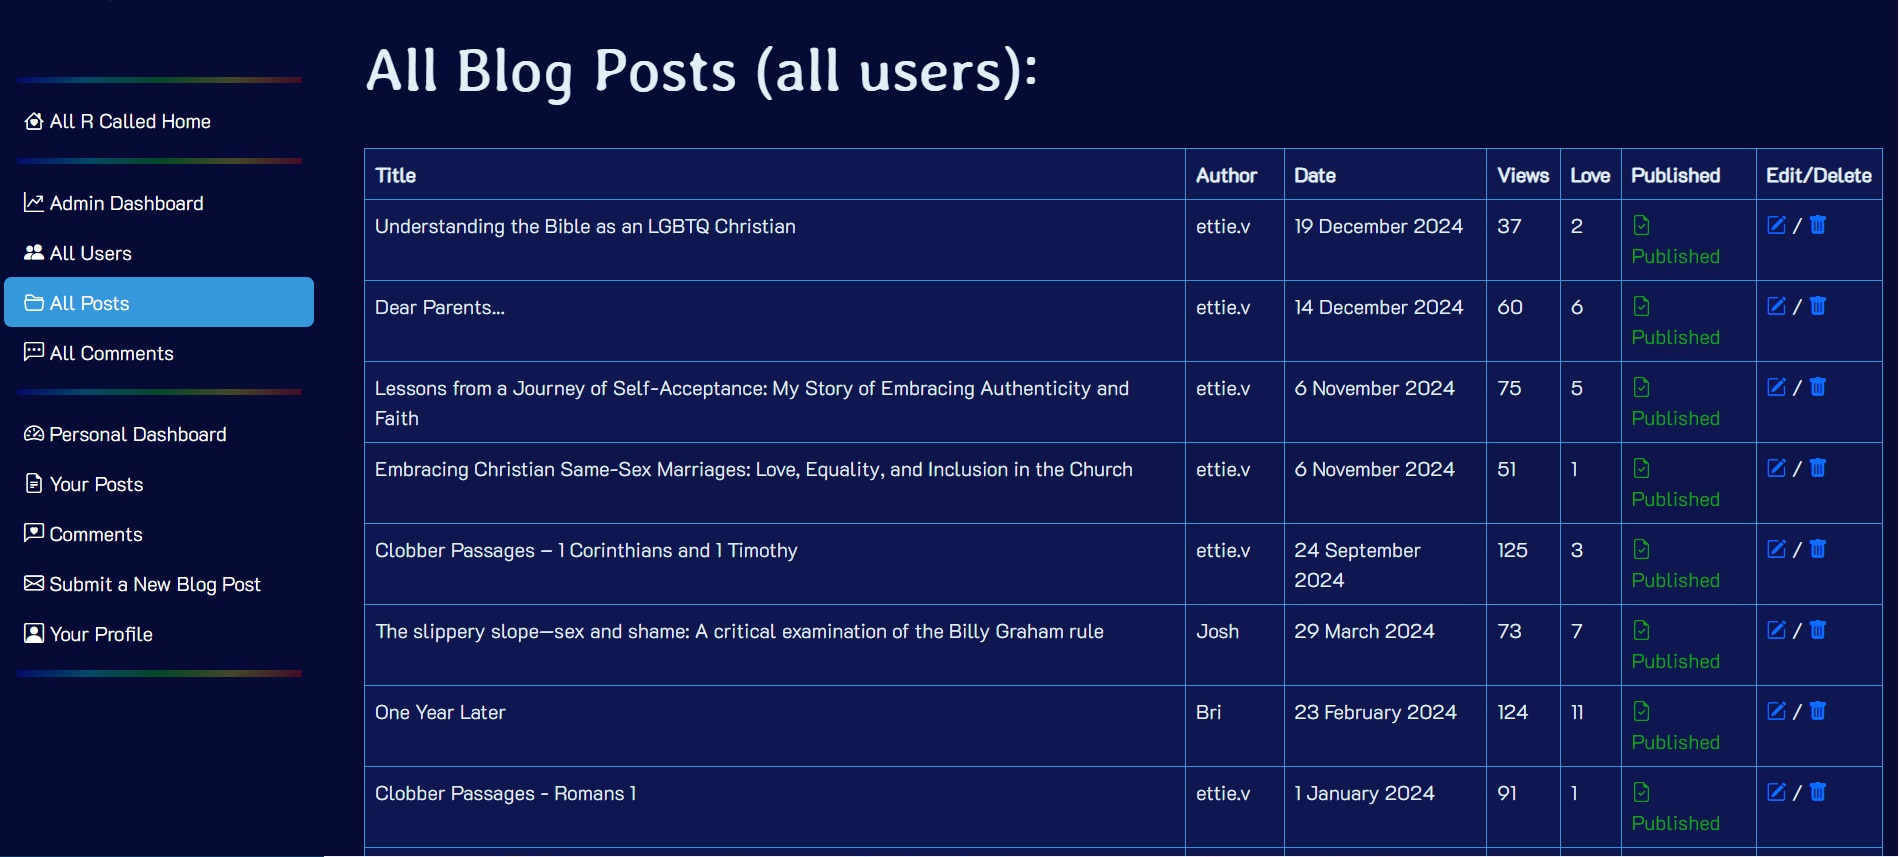 All R Called Home
Admin Dashboard
All Users
All Posts
All Comments
Personal Dashboard
Your Posts
Comments
Submit a New Blog Post
Your Profile
All Blog Posts (all users):
Title Author Date Views Love Published Edit/Delete
Understanding the Bible as an LGBTQ Christian ettie.v 19 December 2024 37 2 /
Published
Dear Parents... ettie.v 14 December 2024 60 6 /
Published
Lessons from a Journey of Self-Acceptance: My Story of Embracing Authenticity and ettie.v 6 November 2024 75 5 /
Faith Published
Embracing Christian Same-Sex Marriages: Love, Equality, and Inclusion in the Church ettie.v 6 November 2024 51 1 /
Published
Clobber Passages – 1 Corinthians and 1 Timothy ettie.v 24 September 125 3 /
2024 Published
The slippery slope—sex and shame: A critical examination of the Billy Graham rule Josh 29 March 2024 73 7 /
Published
One Year Later Bri 23 February 2024 124 11 /
Published
Clobber Passages - Romans 1 ettie.v 1 January 2024 91 1 /
Published